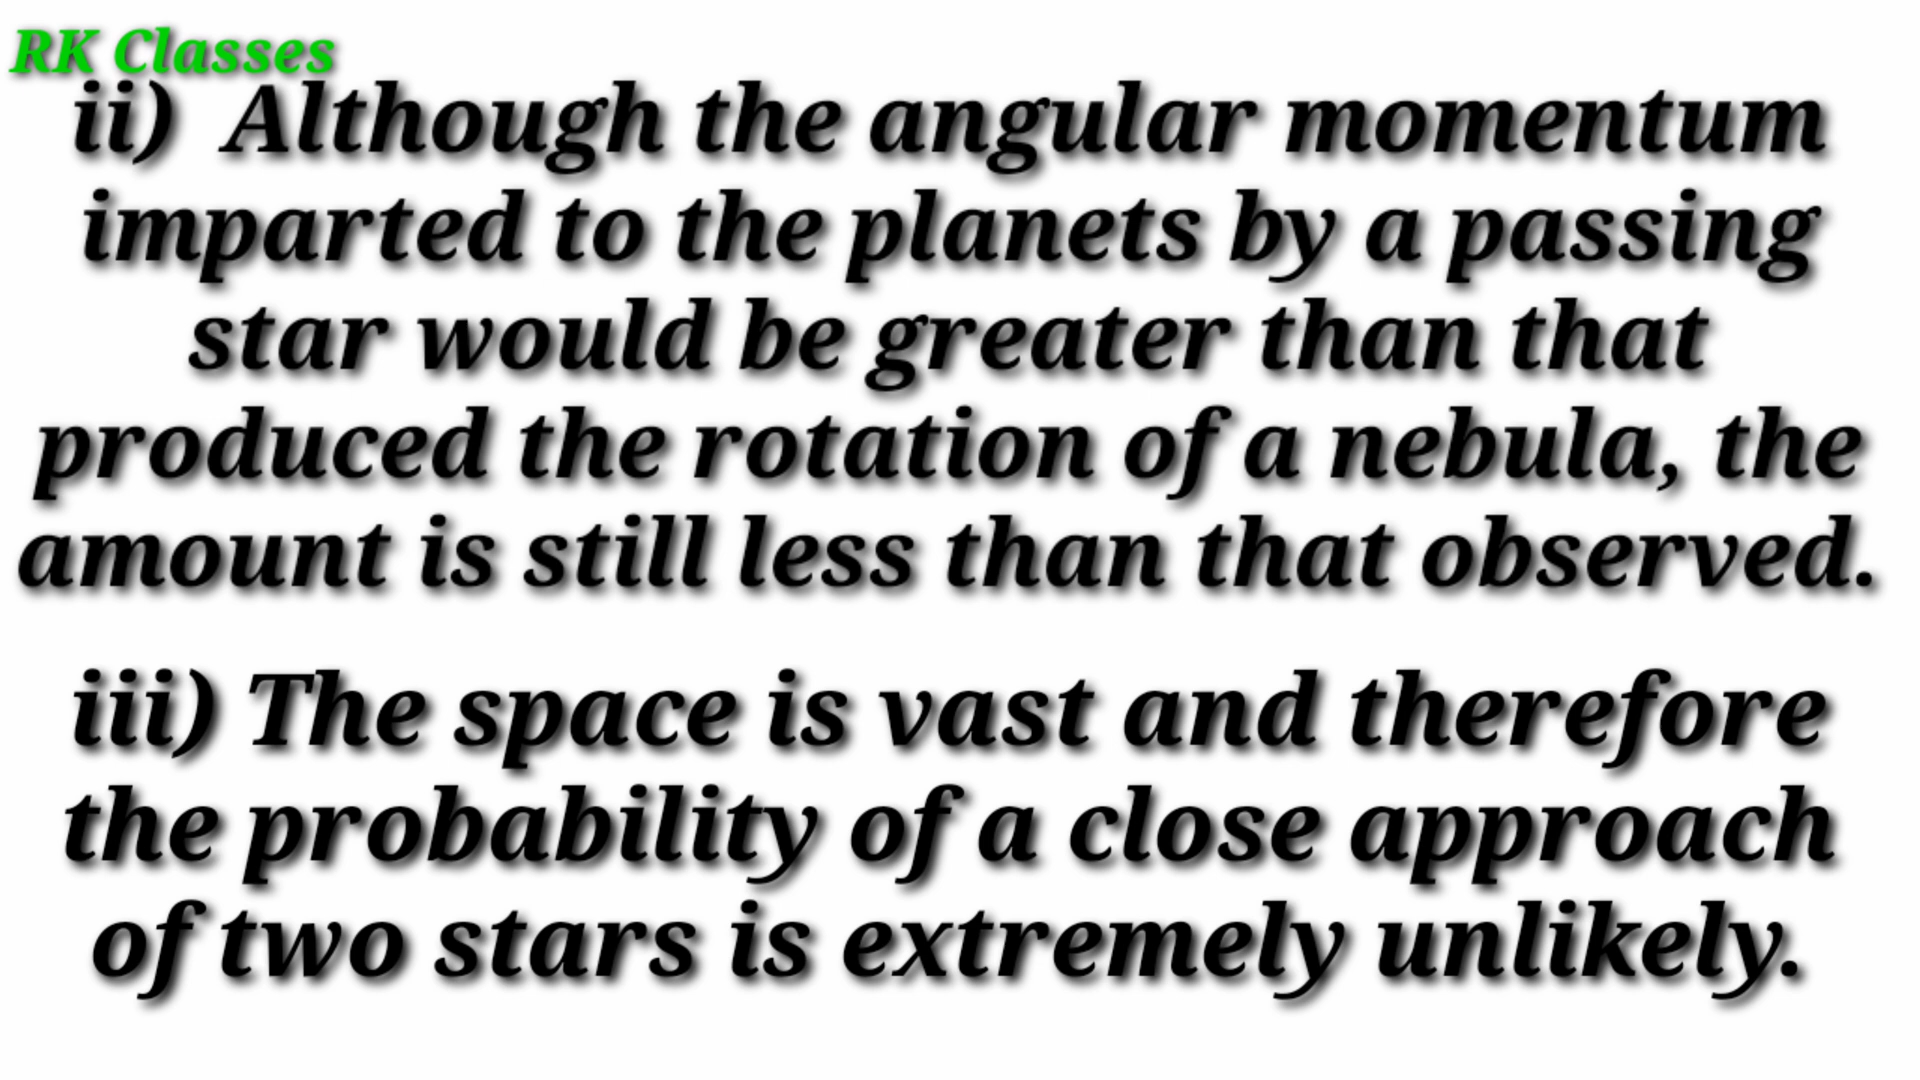 RK Classes
ii) Although the angular momentum
imparted to the planets by a passing
star would be greater than that
produced the rotation of a nebula, the
amount is still less than that observed.
iii) The space is vast and therefore
the probability of a close approach
of two stars is extremely unlikely.